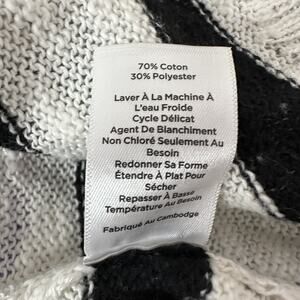 70% Coton
30% Polyester
Laver À La Machine À
L'eau Froide
Cycle Délicat
Agent De Blanchiment
Non Chloré Seulement Au
Besoin
Redonner Sa Forme
Étendre À Plat Pour
Sécher
Repasser À Basse
Température Au Besoin
Fabriqué Au Cambodge